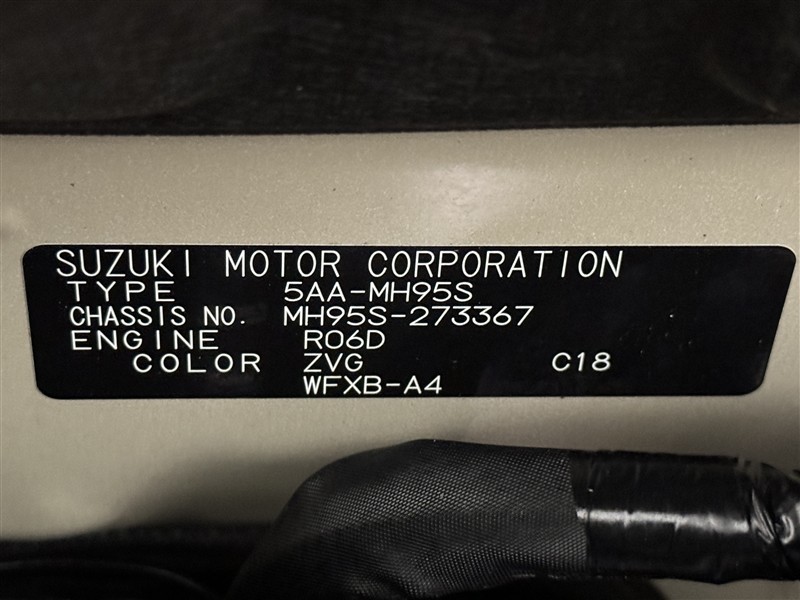 SUZUKI MOTOR CORPORATION
TYPE 5AA-MH95S
CHASSIS NO. MH95S-273367
ENGINE R06D
COLOR ZVG C18
WFXB-A4